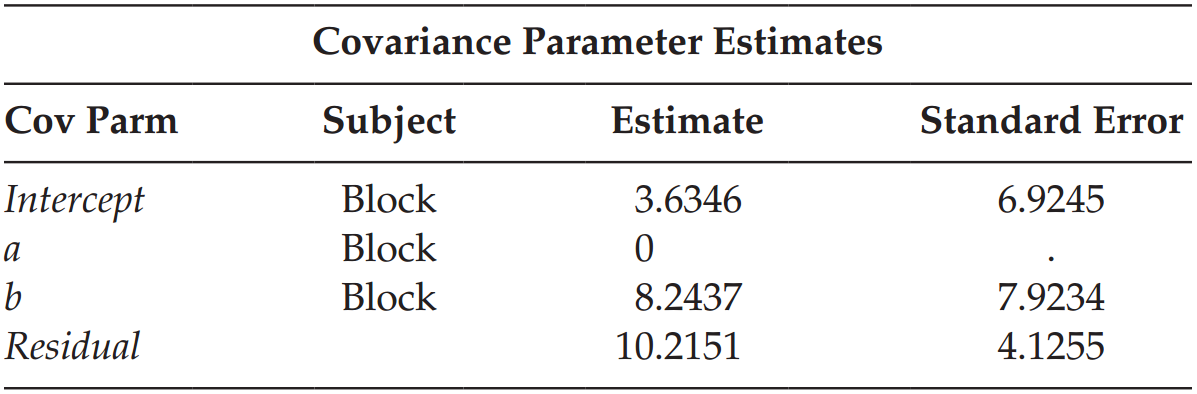 Covariance Parameter Estimates
Cov Parm Subject Estimate Standard Error
Intercept Block 3.6346 6.9245
a Block 0 .
b Block 8.2437 7.9234
Residual 10.2151 4.1255